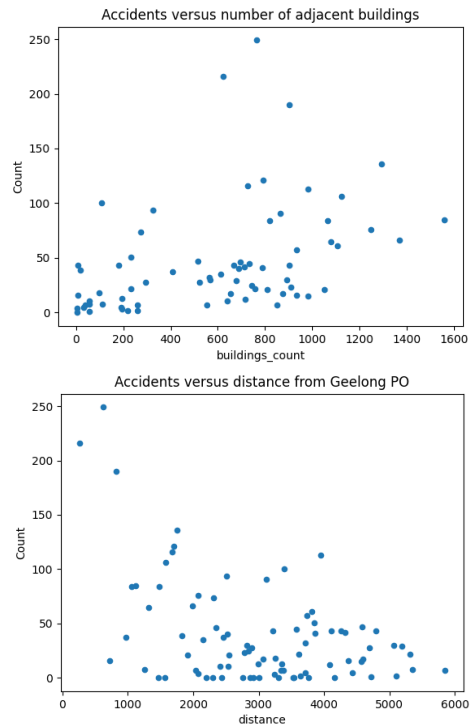 Accidents versus number of adjacent buildings
250
200
150
100
50
0
Count
0 200 400 600 800 1000 1200 1400 1600
buildings_count
Accidents versus distance from Geelong PO
250
200
150
100
50
0
Count
0 1000 2000 3000 4000 5000 6000
distance